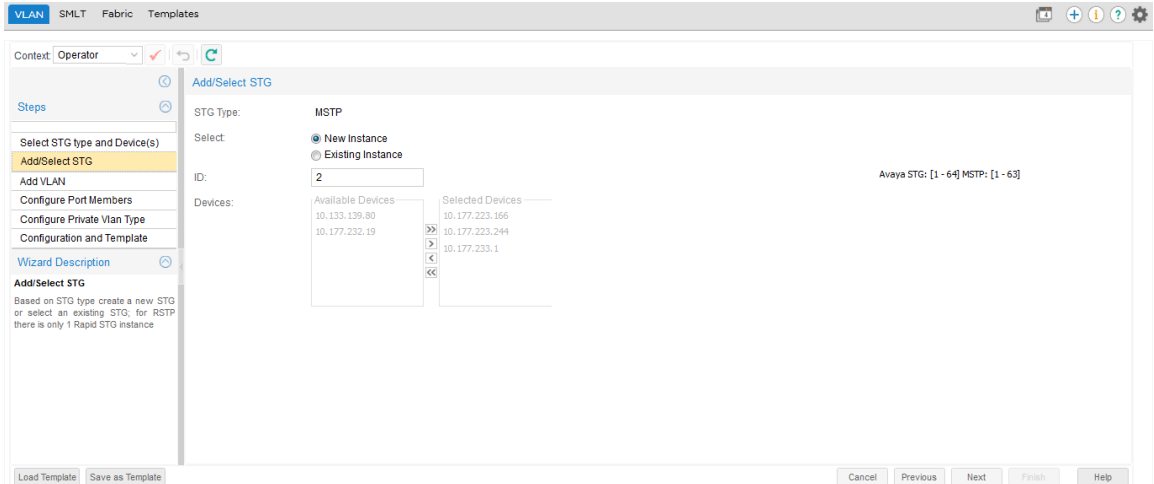 VLAN SMLT Fabric Templates
4
Context: Operator
Steps
Select STG type and Device(s)
Add/Select STG
Add VLAN
Configure Port Members
Configure Private Vlan Type
Configuration and Template
Wizard Description
Add/Select STG
Based on STG type create a new STG
or select an existing STG; for RSTP
there is only 1 Rapid STG instance
Add/Select STG
STG Type: MSTP
Select: New Instance
Existing Instance
ID: 2 Avaya STG: [1 - 64] MSTP: [1 - 63]
Devices: Available Devices Selected Devices
10.133.139.80 10.177.223.166
10.177.232.19 10.177.223.244
10.177.233.1
Load Template Save as Template Cancel Previous Next Finish Help